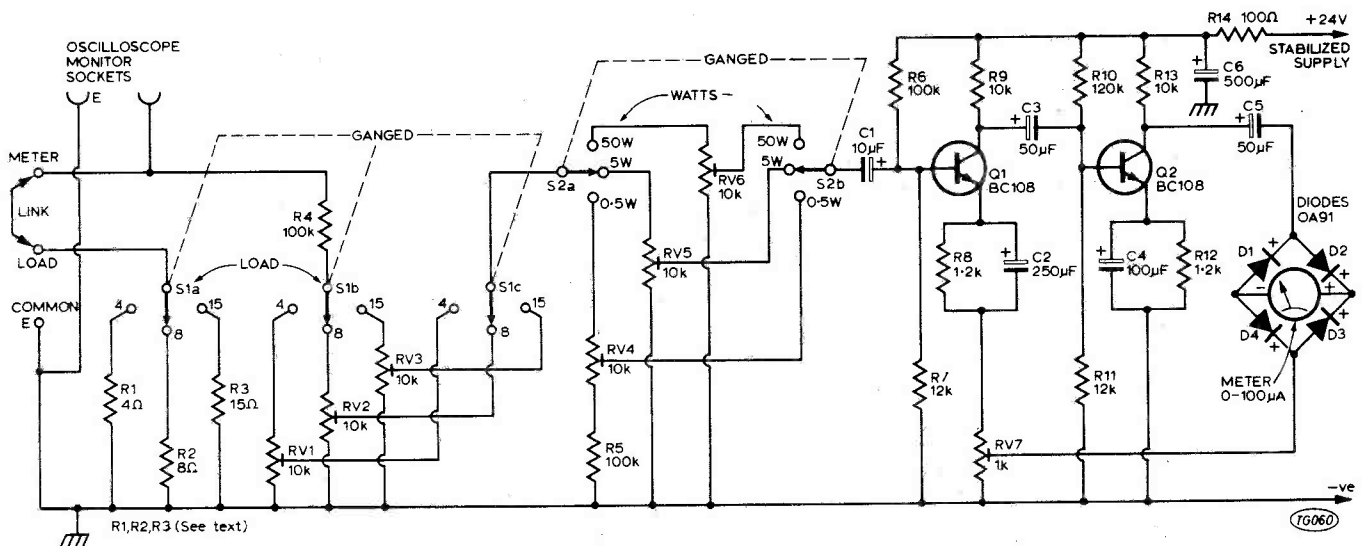 OSCILLOSCOPE
MONITOR
SOCKETS
E
METER
LINK
LOAD
COMMON
E
GANGED
R4
100k
S1a
LOAD
S1b
S1c
4
15
8
4
15
8
R1
4Ω
R2
8Ω
R3
15Ω
RV1
10k
RV2
10k
RV3
10k
R1,R2,R3 (See text)
GANGED
WATTS
50W
5W
0·5W
S2a
50W
5W
0·5W
S2b
RV6
10k
RV5
10k
RV4
10k
R5
100k
C1
10µF
+
R6
100k
R7
12k
R9
10k
Q1
BC108
R8
1·2k
+
C2
250µF
RV7
1k
+
C3
50µF
R10
120k
R11
12k
R13
10k
Q2
BC108
+
C4
100µF
R12
1·2k
R14 100Ω
+24V
STABILIZED
SUPPLY
+
C6
500µF
+
C5
50µF
DIODES
OA91
D1
+
+
D2
-
+
D4
+
+
D3
METER
0-100µA
-ve
TG060